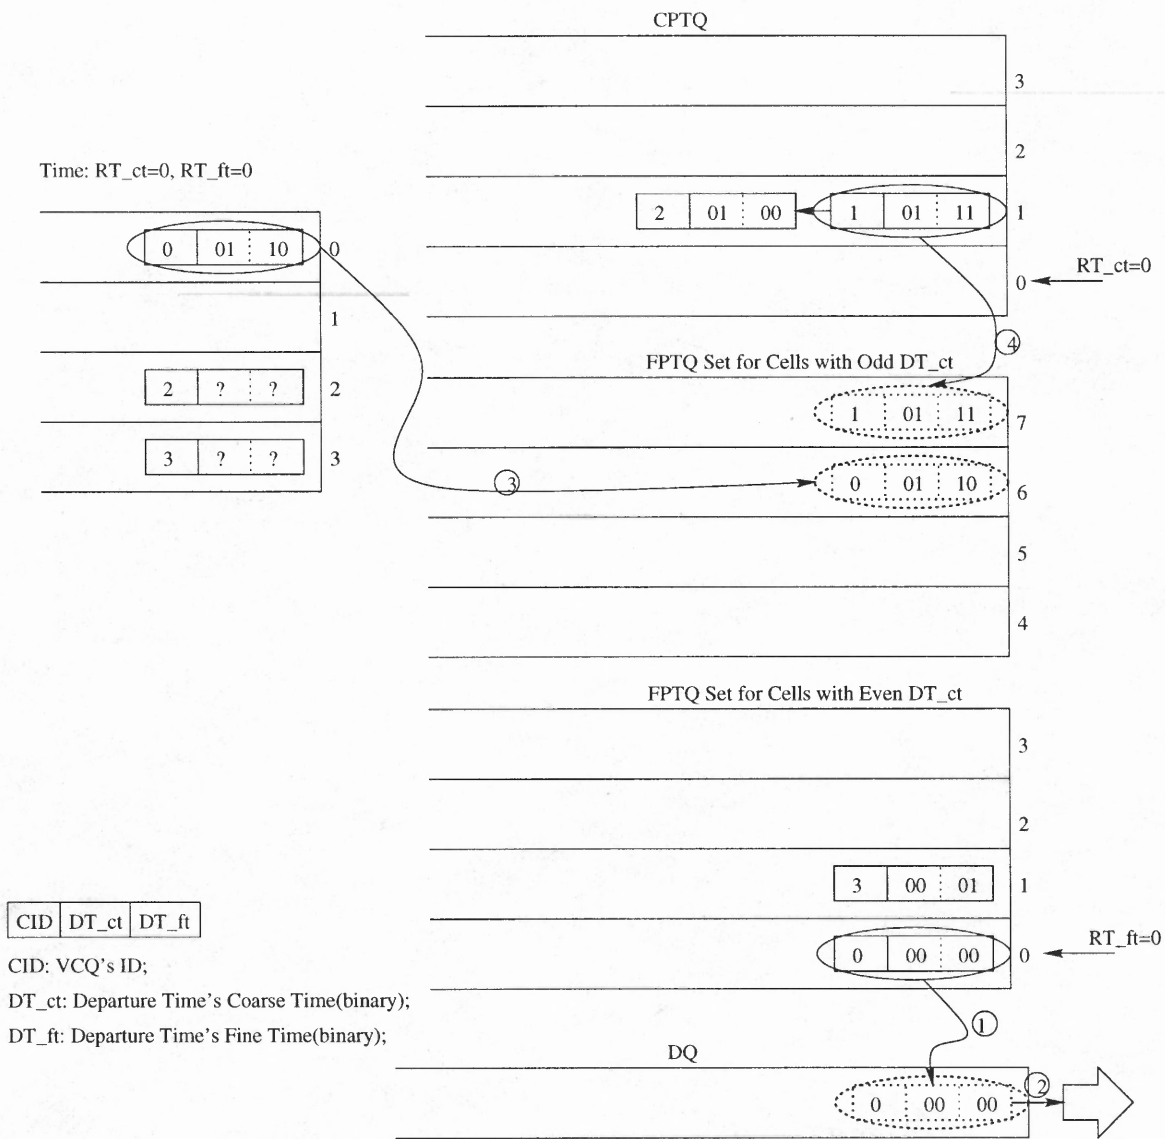 CPTQ
3
2
Time: RT_ct=0, RT_ft=0
2 01 00
1 01 11
1
0 01 10
0
0
RT_ct=0
1
4
FPTQ Set for Cells with Odd DT_ct
2 ? ?
2
1 01 11
7
3 ? ?
3
3
0 01 10
6
5
4
FPTQ Set for Cells with Even DT_ct
3
2
3 00 01
1
CID DT_ct DT_ft
0 00 00
0
RT_ft=0
CID: VCQ's ID;
DT_ct: Departure Time's Coarse Time(binary);
DT_ft: Departure Time's Fine Time(binary);
1
DQ
2
0 00 00